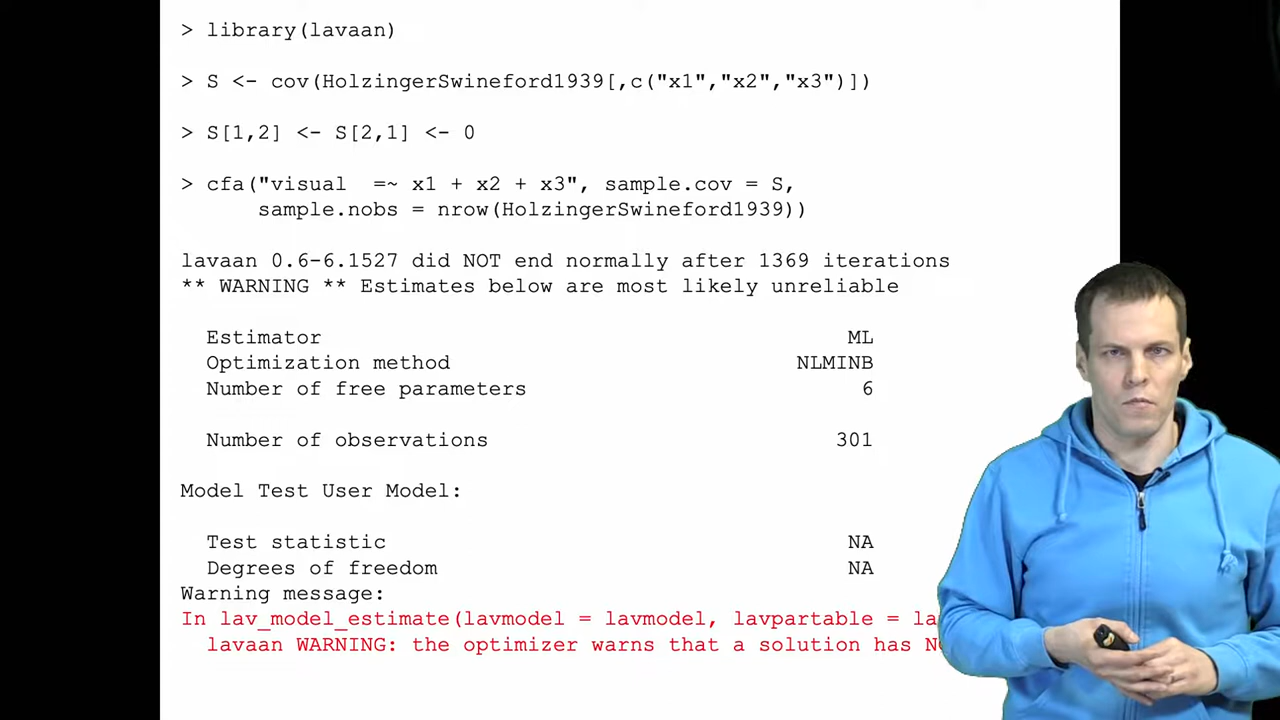 > library(lavaan)
> S <- cov(HolzingerSwineford1939[,c("x1","x2","x3")])
> S[1,2] <- S[2,1] <- 0
> cfa("visual  =~ x1 + x2 + x3", sample.cov = S,
sample.nobs = nrow(HolzingerSwineford1939))
lavaan 0.6-6.1527 did NOT end normally after 1369 iterations
** WARNING ** Estimates below are most likely unreliable
Estimator ML
Optimization method NLMINB
Number of free parameters 6
Number of observations 301
Model Test User Model:
Test statistic NA
Degrees of freedom NA
Warning message:
In lav_model_estimate(lavmodel = lavmodel, lavpartable = la
lavaan WARNING: the optimizer warns that a solution has